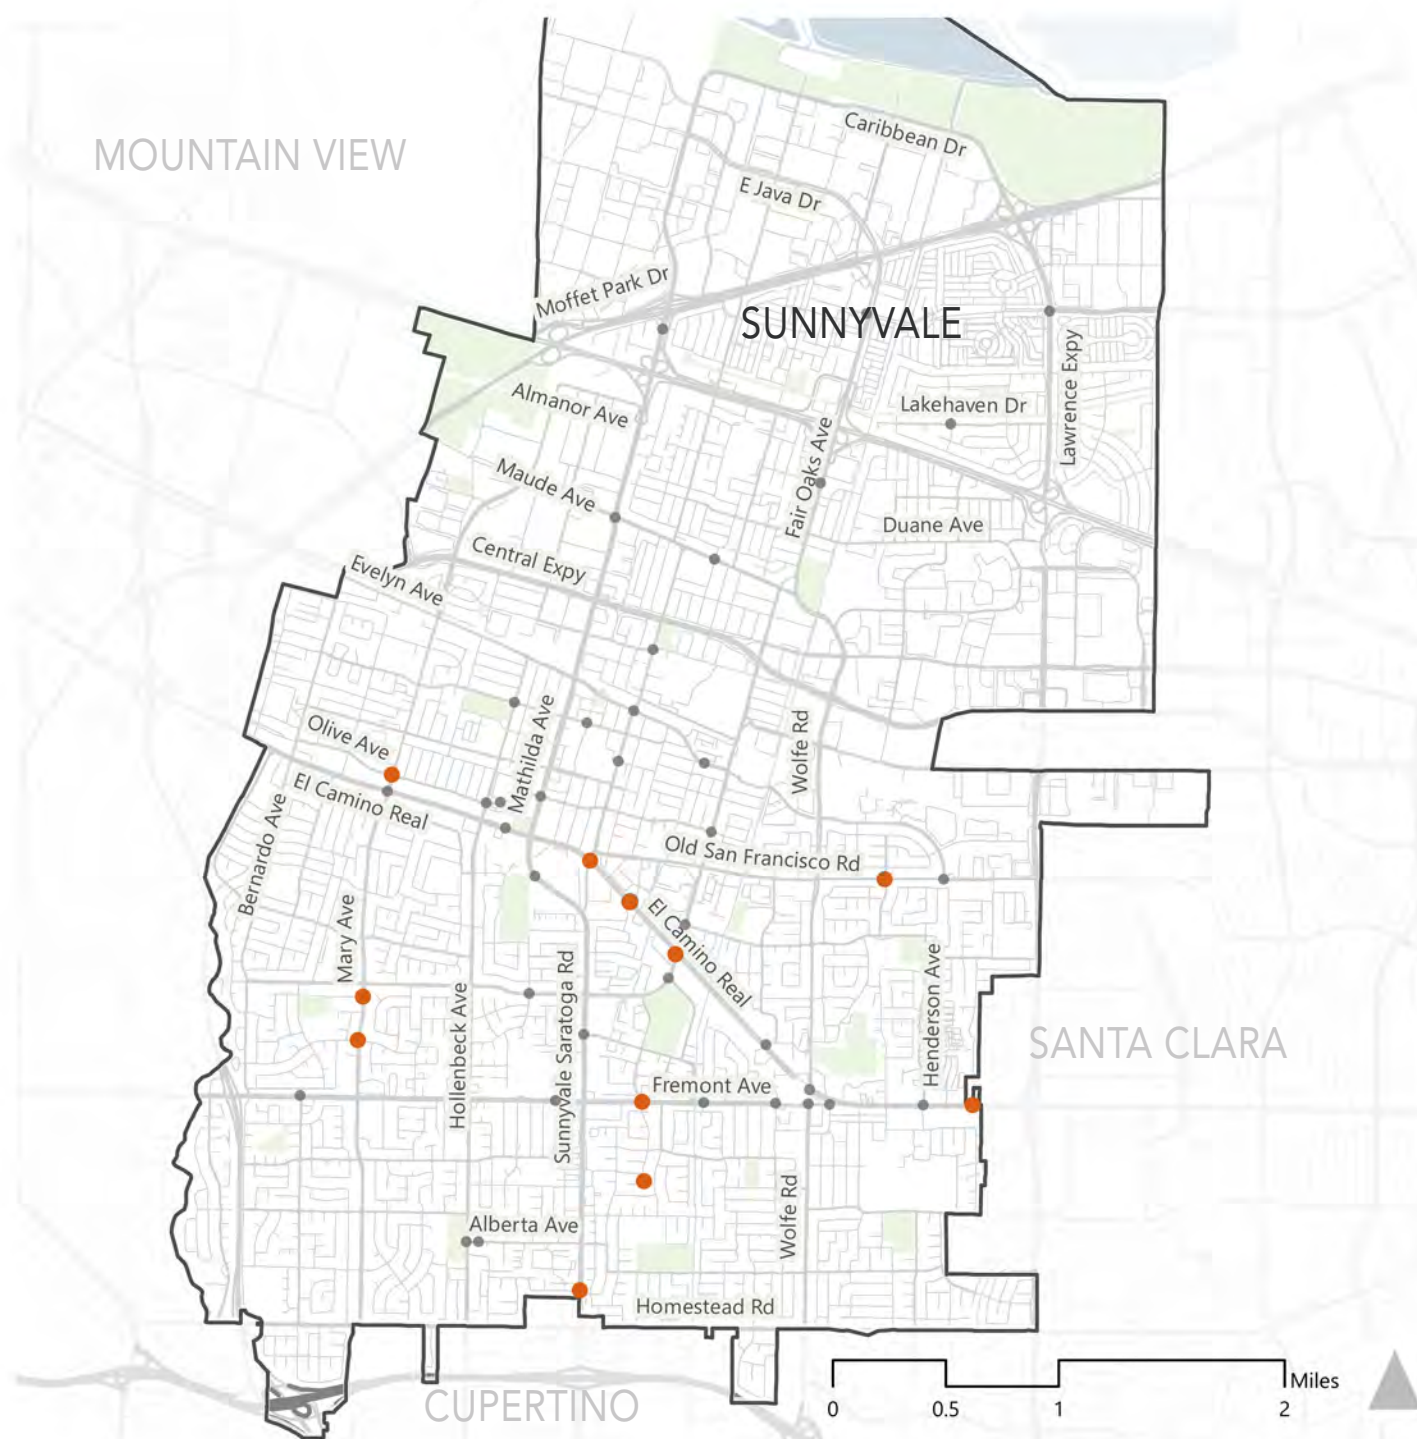 Caribbean Dr
MOUNTAIN VIEW
E Java Dr
Moffet Park Dr
SUNNYVALE
Almanor Ave
Lakehaven Dr
Lawrence Expy
Fair Oaks Ave
Maude Ave
Duane Ave
Central Expy
Evelyn Ave
Olive Ave
Mathilda Ave
Wolfe Rd
El Camino Real
Bernardo Ave
Old San Francisco Rd
Mary Ave
El Camino Real
Hollenbeck Ave
Sunnyvale Saratoga Rd
Henderson Ave
SANTA CLARA
Fremont Ave
Wolfe Rd
Alberta Ave
Homestead Rd
CUPERTINO
Miles
0 0.5 1 2